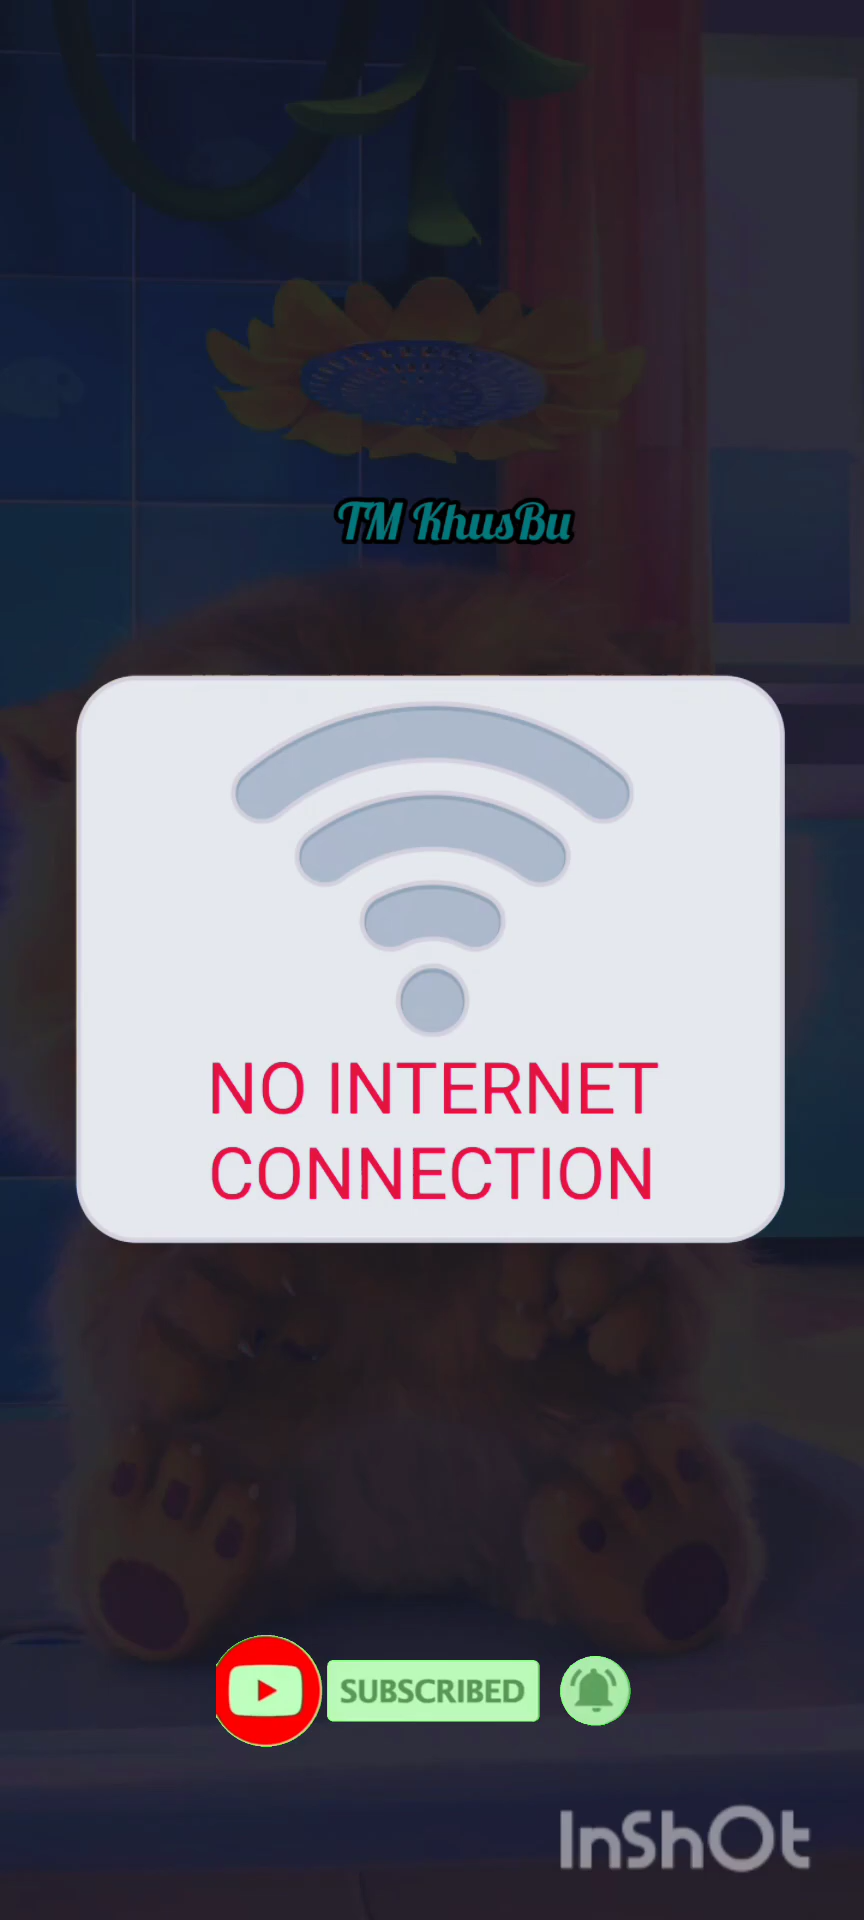 TM KhusBu
NO INTERNET
CONNECTION
SUBSCRIBED
InShOt